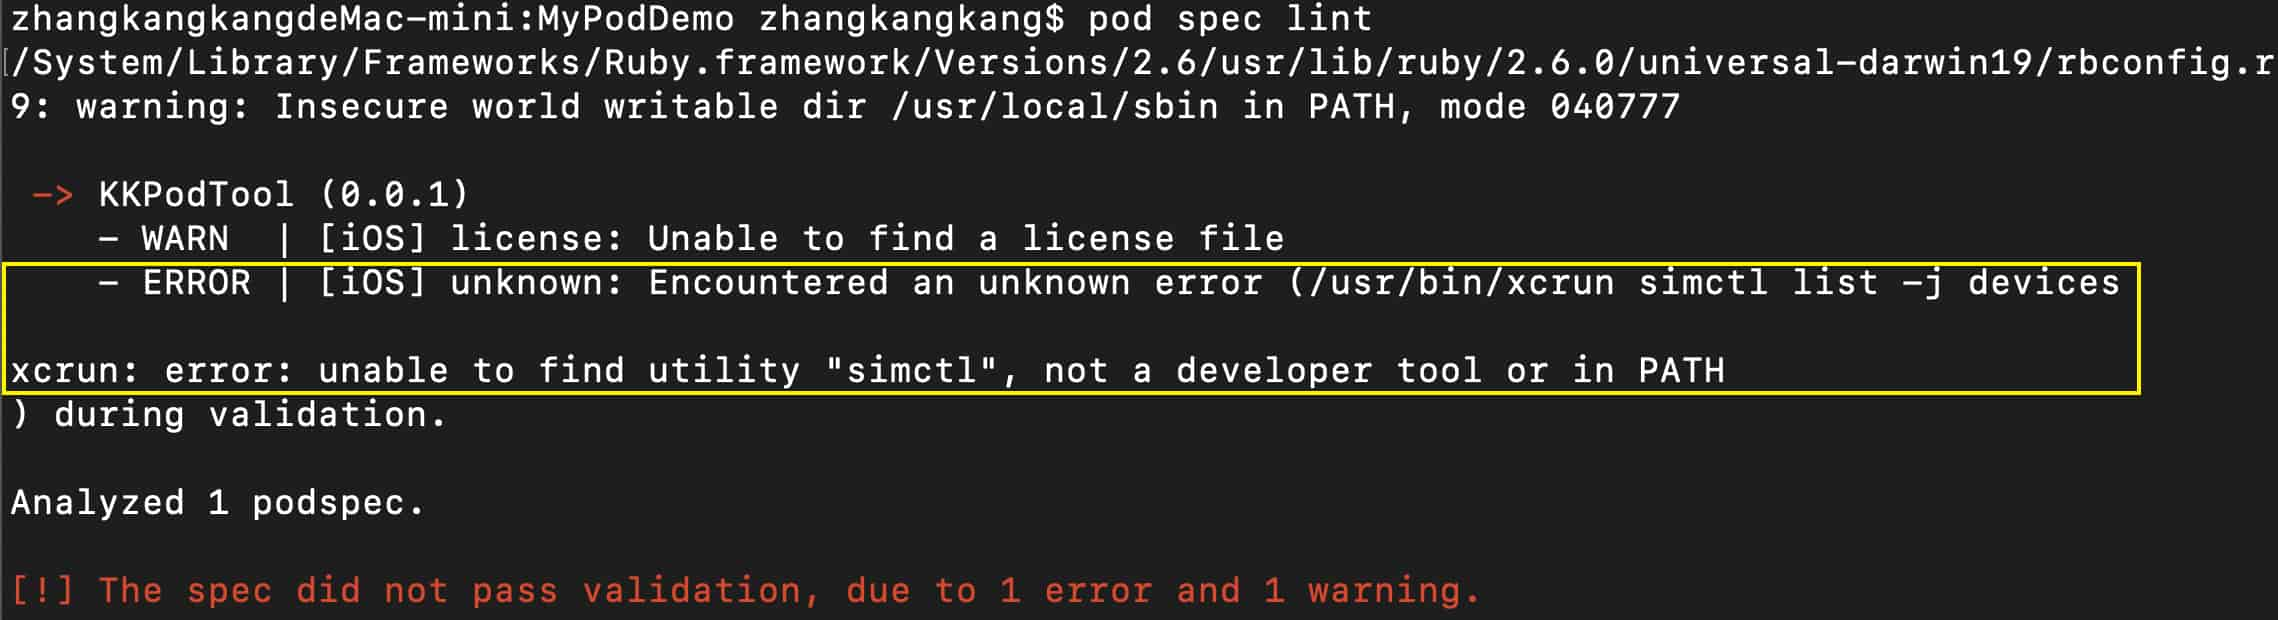 zhangkangkangdeMac-mini:MyPodDemo zhangkangkang$ pod spec lint
[/System/Library/Frameworks/Ruby.framework/Versions/2.6/usr/lib/ruby/2.6.0/universal-darwin19/rbconfig.r
9: warning: Insecure world writable dir /usr/local/sbin in PATH, mode 040777
-> KKPodTool (0.0.1)
- WARN  | [iOS] license: Unable to find a license file
- ERROR | [iOS] unknown: Encountered an unknown error (/usr/bin/xcrun simctl list -j devices
xcrun: error: unable to find utility "simctl", not a developer tool or in PATH
) during validation.
Analyzed 1 podspec.
[!] The spec did not pass validation, due to 1 error and 1 warning.